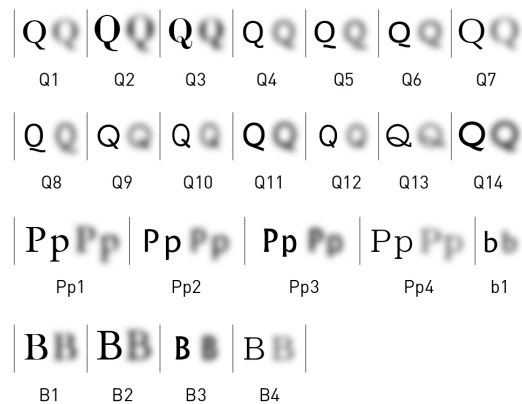 Q Q Q Q Q Q Q Q Q Q Q Q Q Q
Q1 Q2 Q3 Q4 Q5 Q6 Q7
Q Q Q Q Q Q Q Q Q Q Q Q Q Q
Q8 Q9 Q10 Q11 Q12 Q13 Q14
Pp Pp Pp Pp Pp Pp Pp Pp b b
Pp1 Pp2 Pp3 Pp4 b1
B B B B B B B B
B1 B2 B3 B4